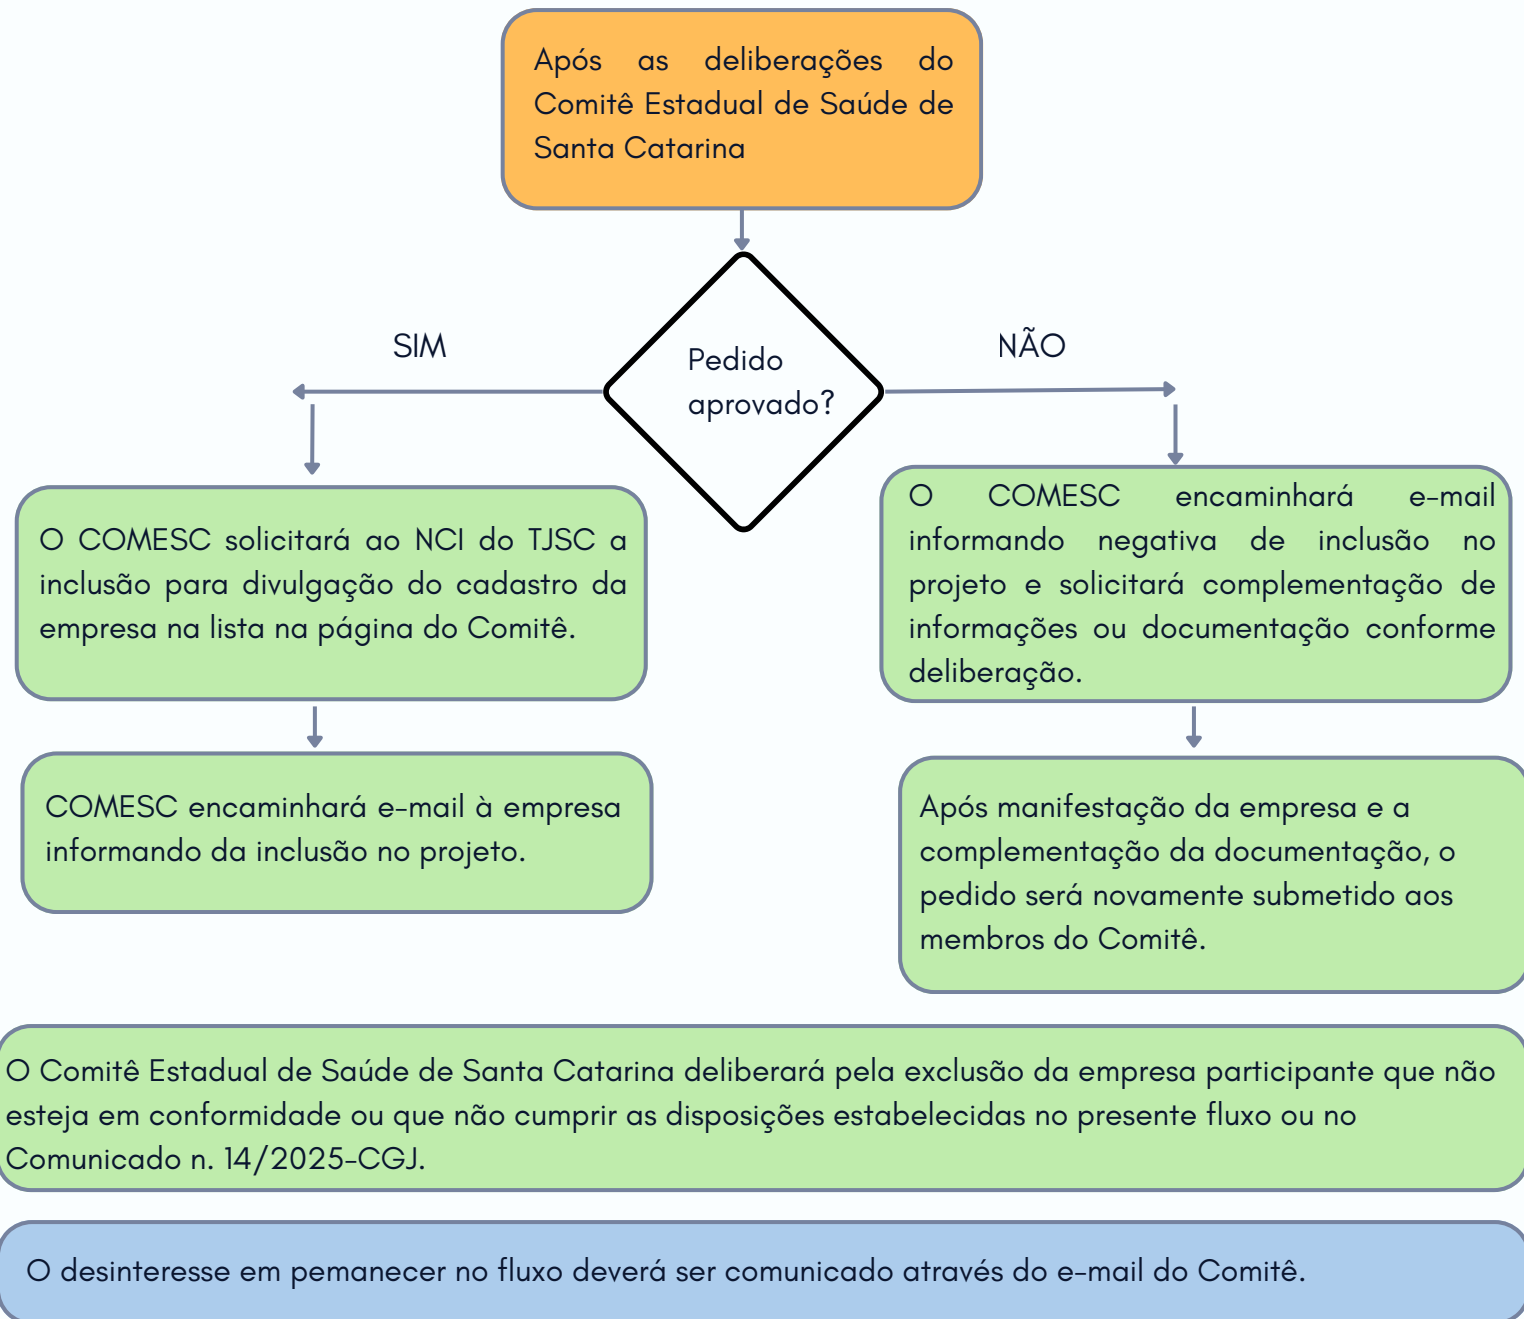 Após as deliberações do
Comitê Estadual de Saúde de
Santa Catarina
SIM
NÃO
Pedido
aprovado?
O COMESC solicitará ao NCI do TJSC a
inclusão para divulgação do cadastro da
empresa na lista na página do Comitê.
O COMESC encaminhará e-mail
informando negativa de inclusão no
projeto e solicitará complementação de
informações ou documentação conforme
deliberação.
COMESC encaminhará e-mail à empresa
informando da inclusão no projeto.
Após manifestação da empresa e a
complementação da documentação, o
pedido será novamente submetido aos
membros do Comitê.
O Comitê Estadual de Saúde de Santa Catarina deliberará pela exclusão da empresa participante que não
esteja em conformidade ou que não cumprir as disposições estabelecidas no presente fluxo ou no
Comunicado n. 14/2025-CGJ.
O desinteresse em pemanecer no fluxo deverá ser comunicado através do e-mail do Comitê.